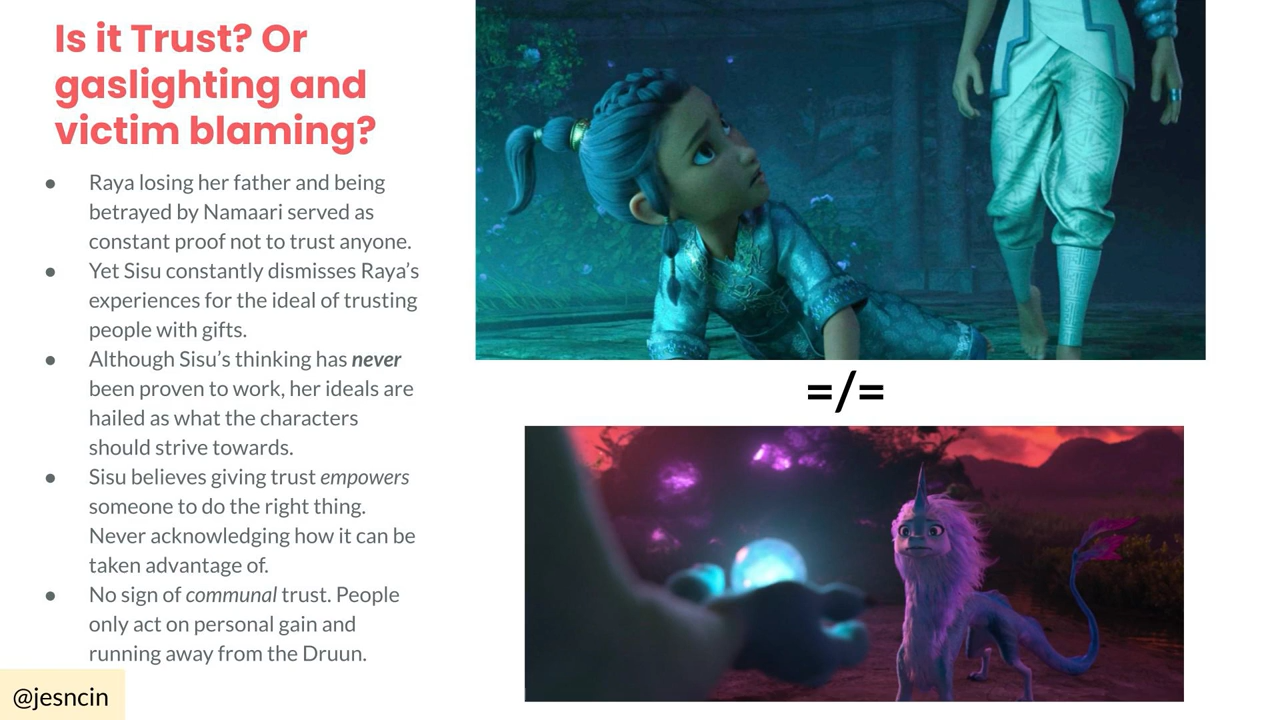 Is it Trust? Or
gaslighting and
victim blaming?
● Raya losing her father and being
betrayed by Namaari served as
constant proof not to trust anyone.
● Yet Sisu constantly dismisses Raya’s
experiences for the ideal of trusting
people with gifts.
● Although Sisu’s thinking has never
been proven to work, her ideals are
hailed as what the characters
should strive towards.
● Sisu believes giving trust empowers
someone to do the right thing.
Never acknowledging how it can be
taken advantage of.
● No sign of communal trust. People
only act on personal gain and
running away from the Druun.
=/=
@jesncin